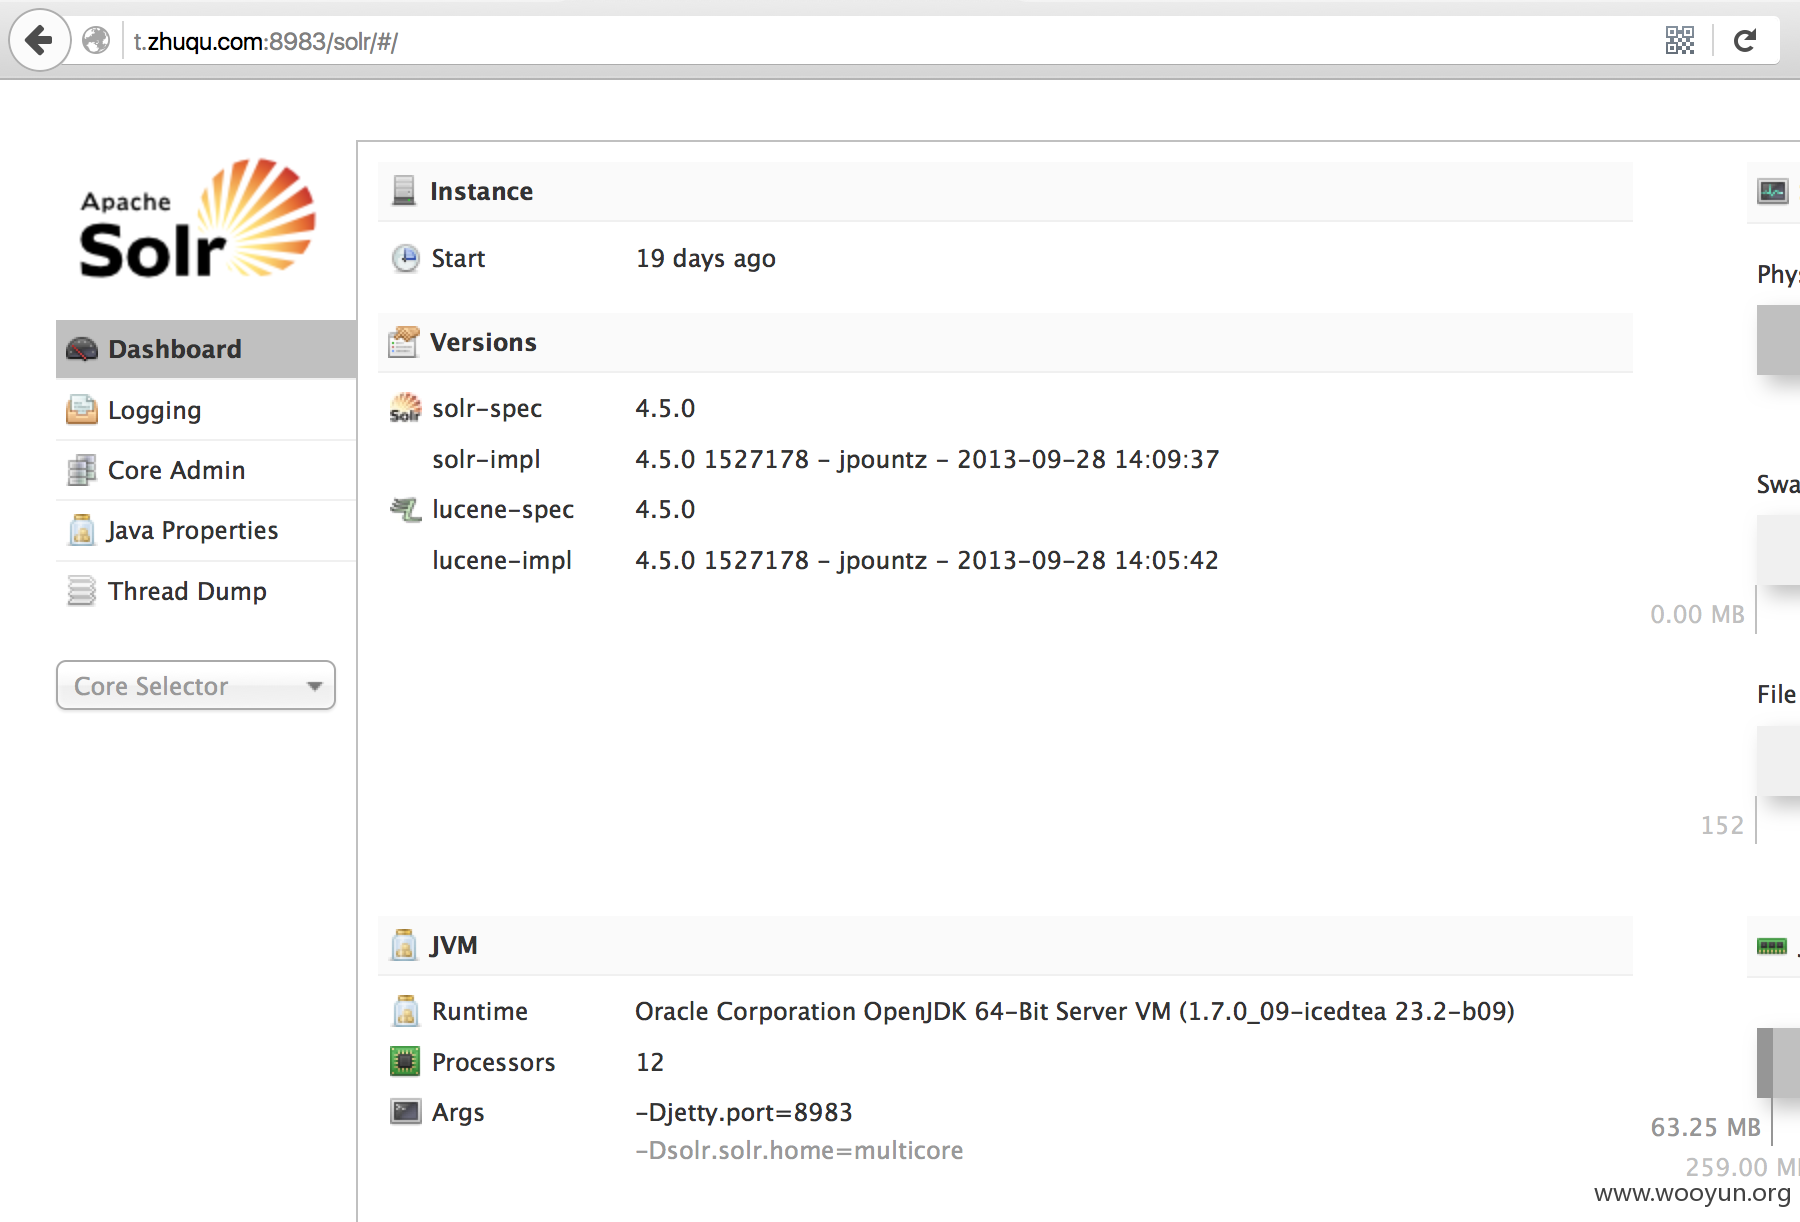 t.zhuqu.com:8983/solr/#/
Apache
Solr
Dashboard
Logging
Core Admin
Java Properties
Thread Dump
Core Selector
Instance
Start 19 days ago
Versions
Solr solr-spec 4.5.0
solr-impl 4.5.0 1527178 - jpountz - 2013-09-28 14:09:37
lucene-spec 4.5.0
lucene-impl 4.5.0 1527178 - jpountz - 2013-09-28 14:05:42
JVM
Runtime Oracle Corporation OpenJDK 64-Bit Server VM (1.7.0_09-icedtea 23.2-b09)
Processors 12
Args -Djetty.port=8983
-Dsolr.solr.home=multicore
Phys
Swa
0.00 MB
File
152
63.25 MB
259.00 M
www.wooyun.org